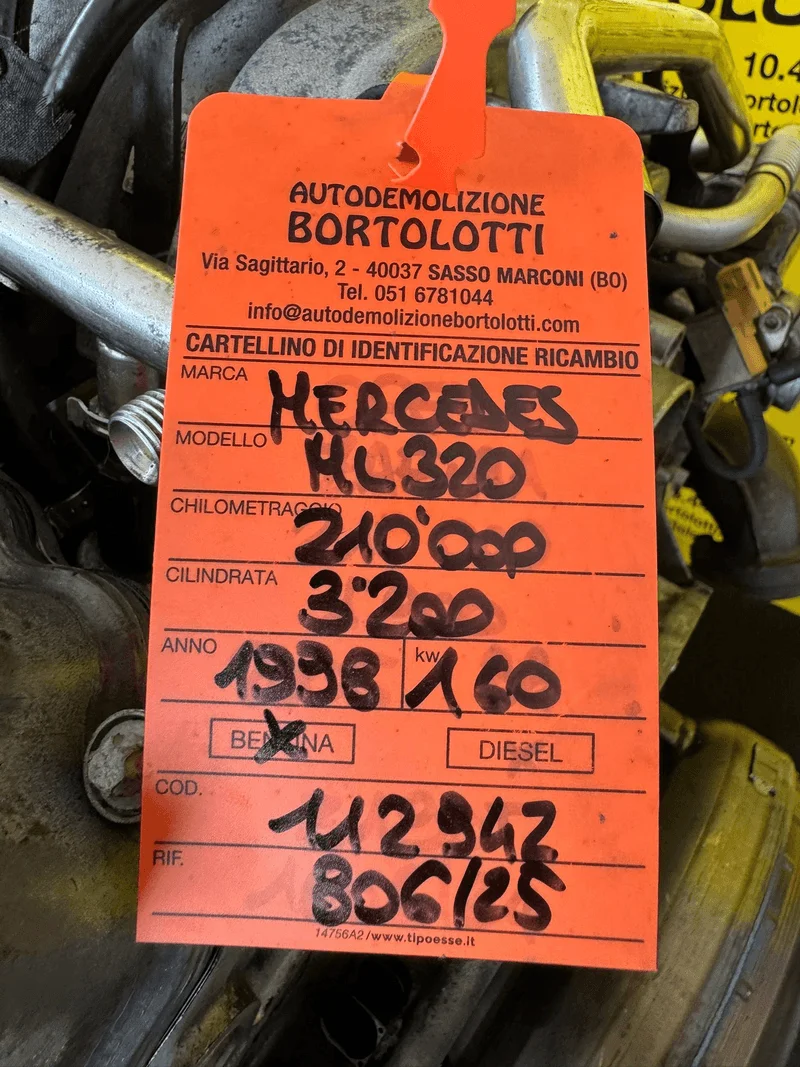 AUTODEMOLIZIONE
BORTOLOTTI
Via Sagittario, 2 - 40037 SASSO MARCONI (BO)
Tel. 051 6781044
info@autodemolizionebortolotti.com
CARTELLINO DI IDENTIFICAZIONE RICAMBIO
MARCA MERCEDES
MODELLO ML320
CHILOMETRAGGIO 210'000
CILINDRATA 3'200
ANNO 1998 kw 160
BENZINA X DIESEL
COD. 112942
RIF. 806/25
14756A2/www.tipoesse.it
10.4